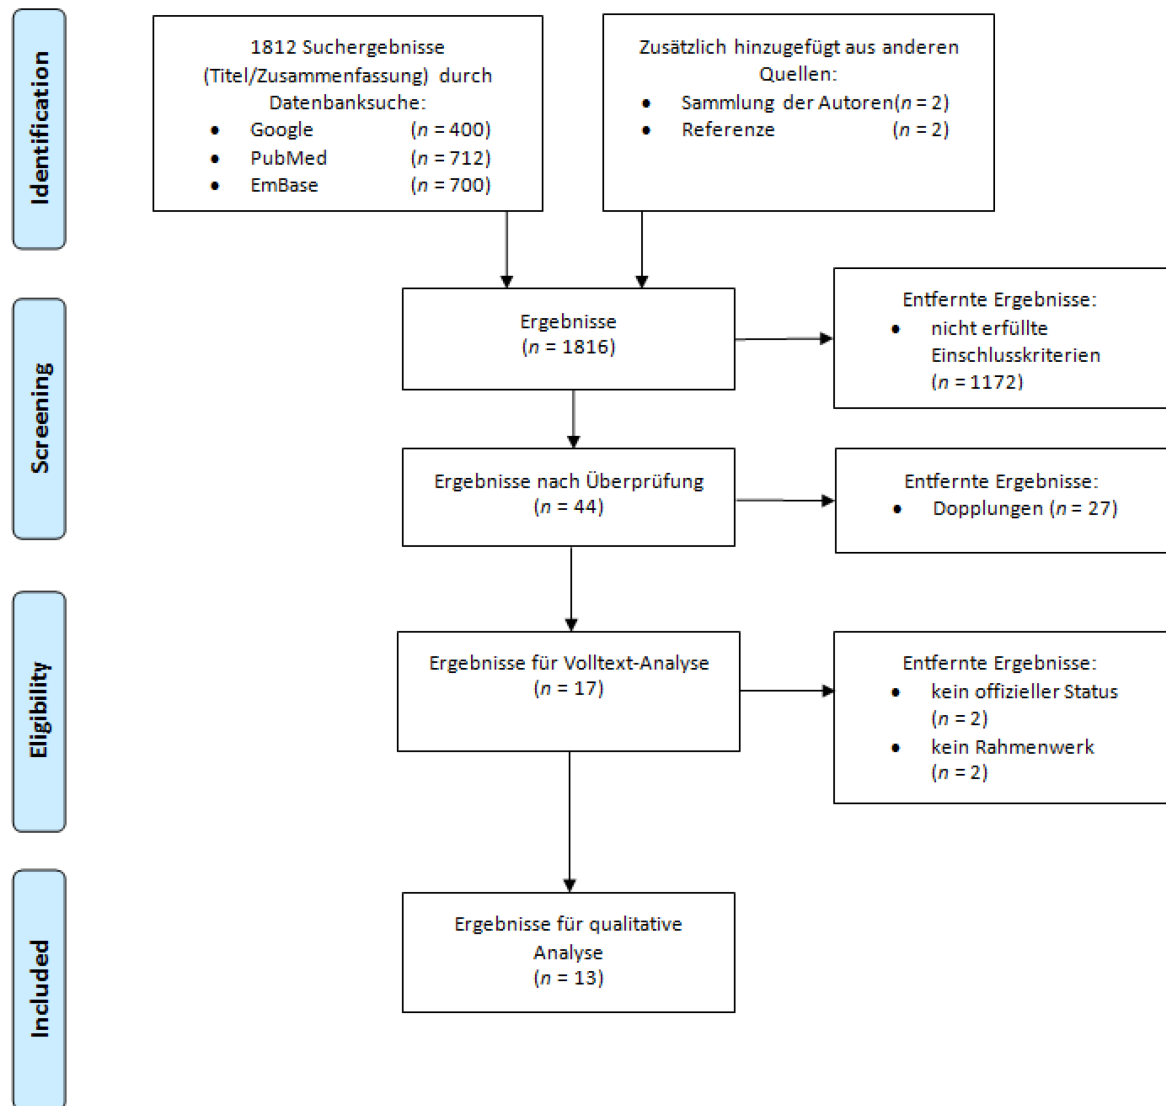 Identification
1812 Suchergebnisse
(Titel/Zusammenfassung) durch
Datenbanksuche:
• Google (n = 400)
• PubMed (n = 712)
• EmBase (n = 700)
Zusätzlich hinzugefügt aus anderen
Quellen:
• Sammlung der Autoren(n = 2)
• Referenze (n = 2)
Screening
Ergebnisse
(n = 1816)
Entfernte Ergebnisse:
• nicht erfüllte
Einschlusskriterien
(n = 1172)
Ergebnisse nach Überprüfung
(n = 44)
Entfernte Ergebnisse:
• Dopplungen (n = 27)
Eligibility
Ergebnisse für Volltext-Analyse
(n = 17)
Entfernte Ergebnisse:
• kein offizieller Status
(n = 2)
• kein Rahmenwerk
(n = 2)
Included
Ergebnisse für qualitative
Analyse
(n = 13)